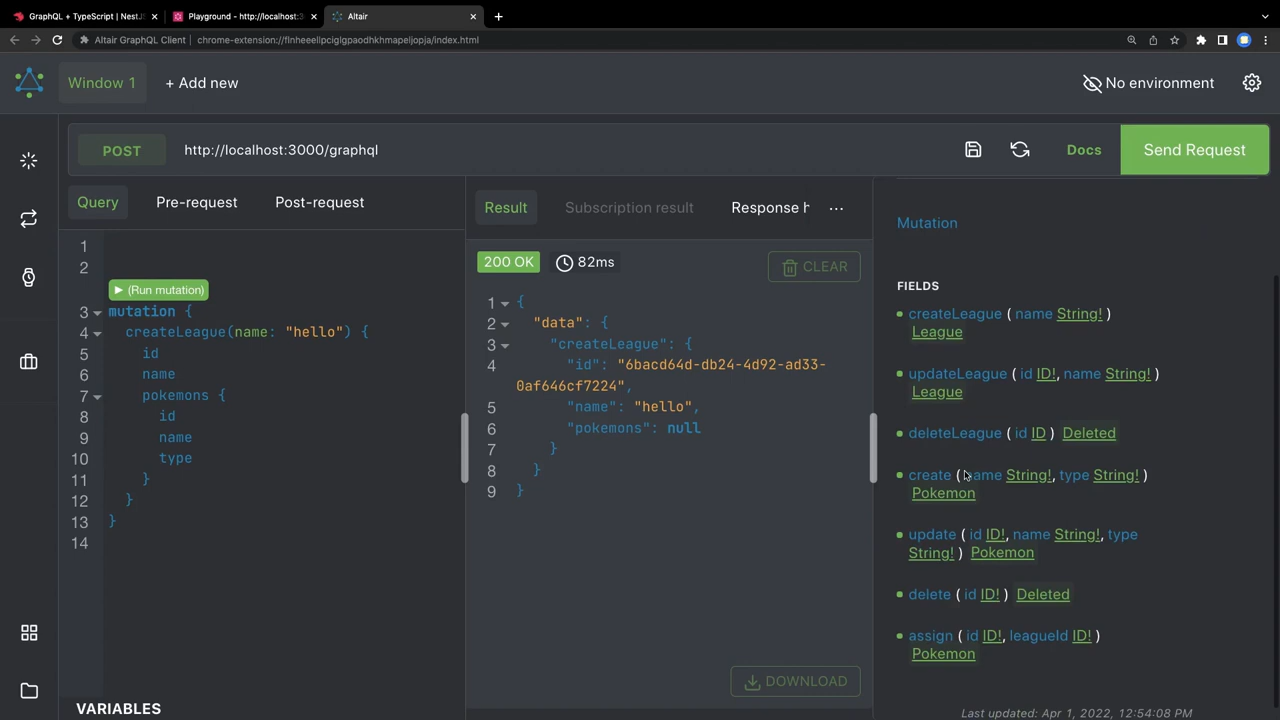 GraphQL + TypeScript | NestJ
Playground - http://localhost:3
Altair
Altair GraphQL Client
chrome-extension://flnheeellpciglgpaodhkhmapeljopja/index.html
Window 1
+ Add new
No environment
POST
http://localhost:3000/graphql
Docs
Send Request
Query
Pre-request
Post-request
1
2
(Run mutation)
3 mutation {
4 createLeague(name: "hello") {
5 id
6 name
7 pokemons {
8 id
9 name
10 type
11 }
12 }
13 }
14
VARIABLES
Result
Subscription result
Response h
200 OK
82ms
CLEAR
1 {
2 "data": {
3 "createLeague": {
4 "id": "6bacd64d-db24-4d92-ad33-
0af646cf7224",
5 "name": "hello",
6 "pokemons": null
7 }
8 }
9 }
DOWNLOAD
Mutation
FIELDS
createLeague ( name String! )
League
updateLeague ( id ID!, name String! )
League
deleteLeague ( id ID ) Deleted
create ( name String!, type String! )
Pokemon
update ( id ID!, name String!, type
String! ) Pokemon
delete ( id ID! ) Deleted
assign ( id ID!, leagueId ID! )
Pokemon
Last updated: Apr 1, 2022, 12:54:08 PM